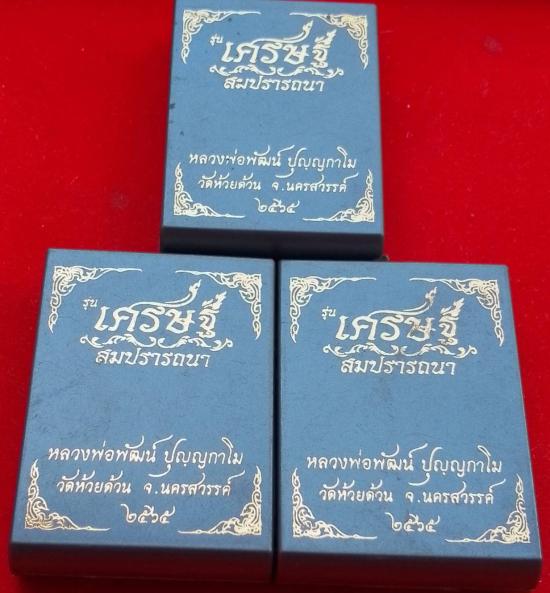 รุ่น เศรษฐี
สมปรารถนา
หลวงพ่อพัฒน์ ปุญฺญกาโม
วัดห้วยด้วน จ.นครสวรรค์
๒๕๖๕
รุ่น เศรษฐี
สมปรารถนา
หลวงพ่อพัฒน์ ปุญฺญกาโม
วัดห้วยด้วน จ.นครสวรรค์
๒๕๖๕
รุ่น เศรษฐี
สมปรารถนา
หลวงพ่อพัฒน์ ปุญฺญกาโม
วัดห้วยด้วน จ.นครสวรรค์
๒๕๖๕